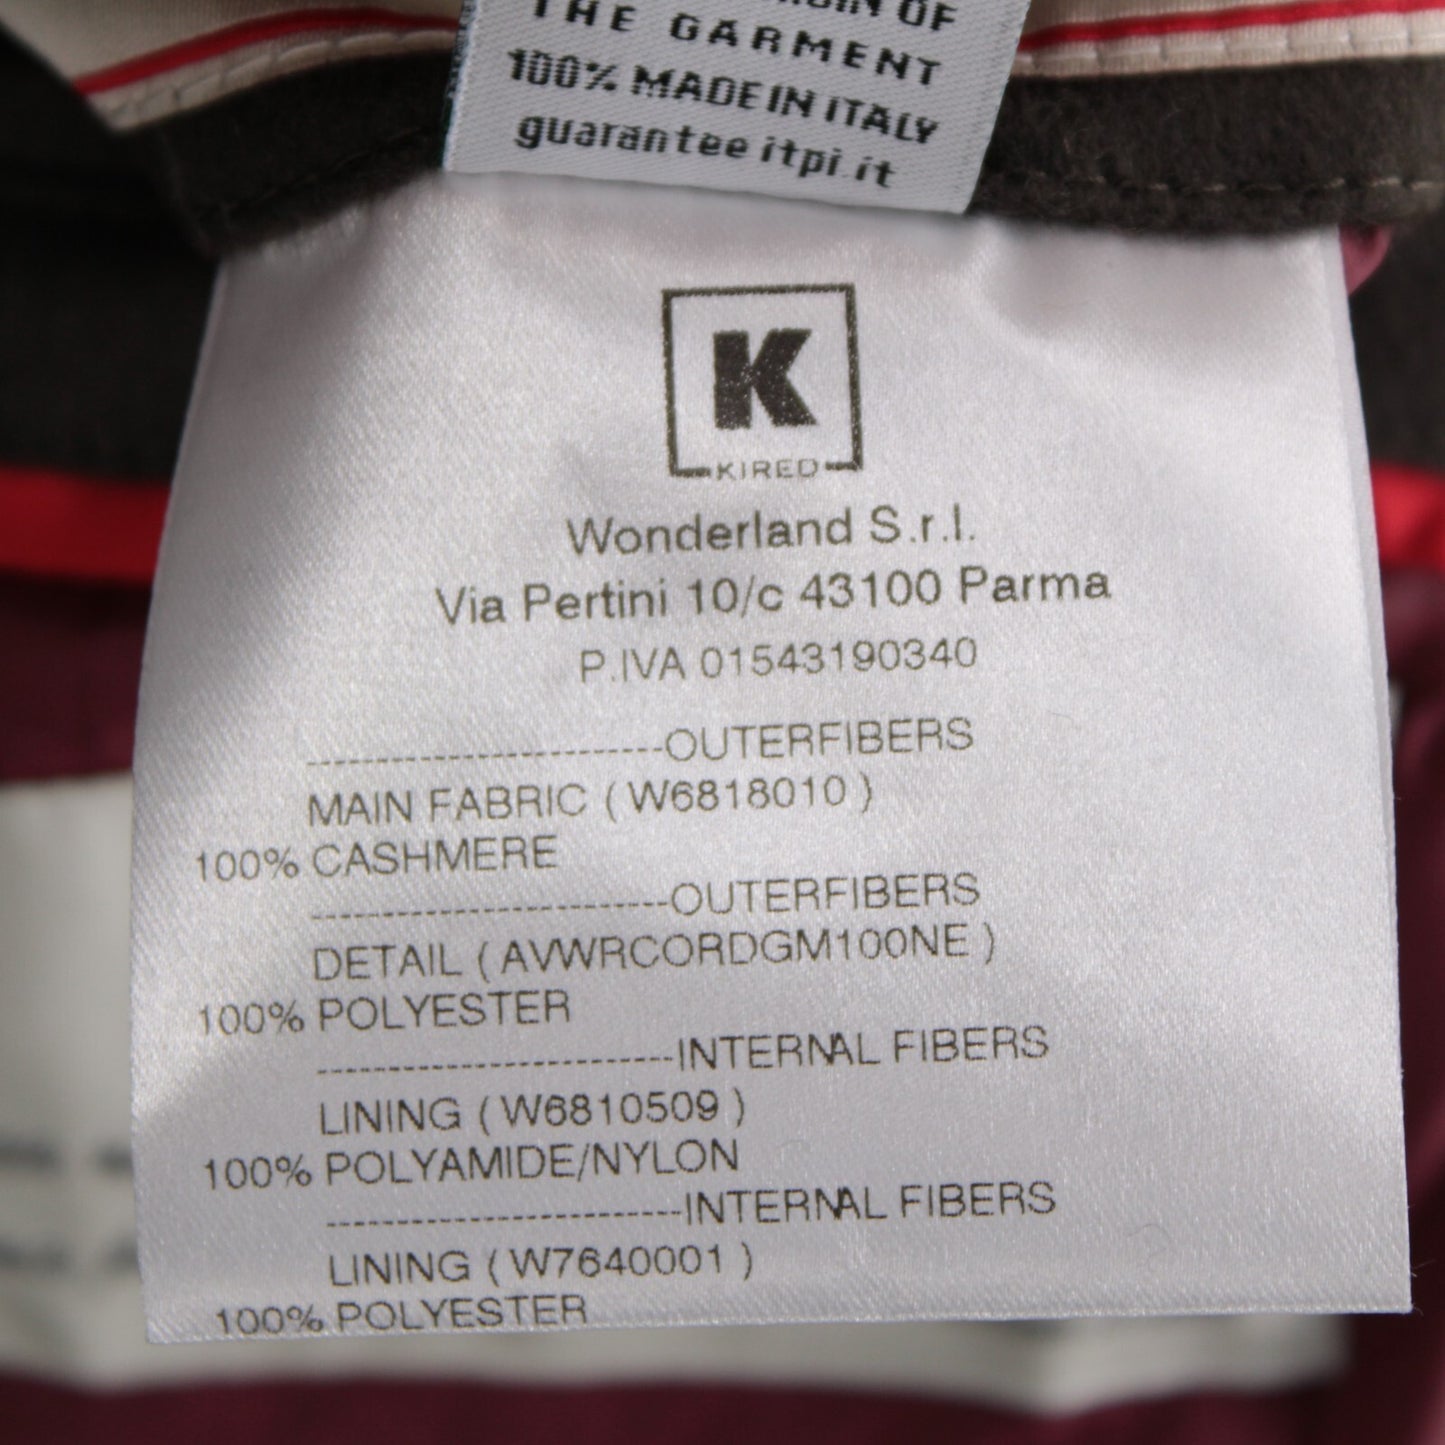 OF
THE GARMENT
100% MADE IN ITALY
guarantee itpi.it
K
KIRED
Wonderland S.r.l.
Via Pertini 10/c 43100 Parma
P.IVA 01543190340
-------------------------OUTERFIBERS
MAIN FABRIC ( W6818010 )
100% CASHMERE
-------------------------OUTERFIBERS
DETAIL ( AVWRCORDGM100NE )
100% POLYESTER
-------------------------INTERNAL FIBERS
LINING ( W6810509 )
100% POLYAMIDE/NYLON
-------------------------INTERNAL FIBERS
LINING ( W7640001 )
100% POLYESTER